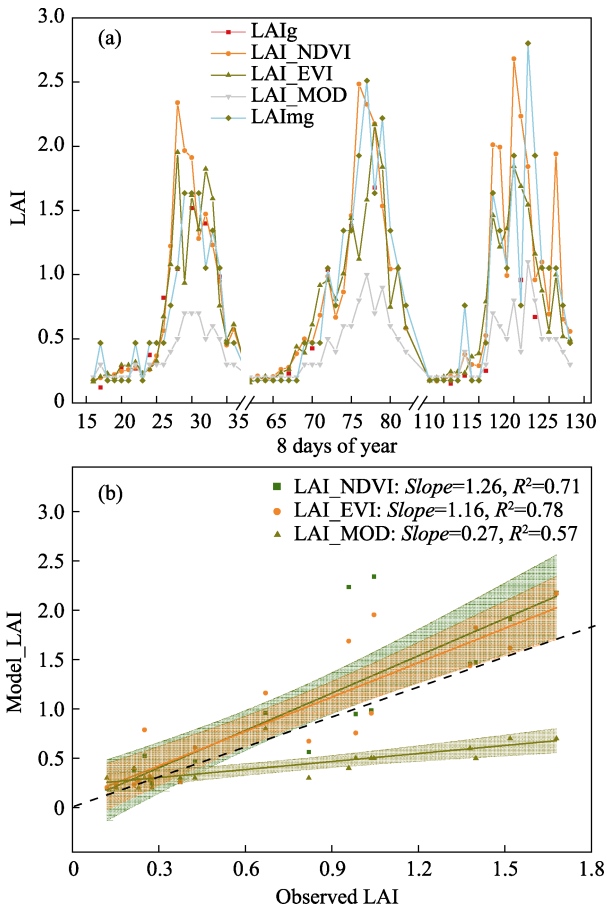 (a)
LAIg
LAI_NDVI
LAI_EVI
LAI_MOD
LAImg
3.0
2.5
2.0
1.5
1.0
0.5
0
LAI
15 20 25 30 35 65 70 75 80 110 115 120 125 130
8 days of year
(b)
LAI_NDVI: Slope=1.26, R²=0.71
LAI_EVI: Slope=1.16, R²=0.78
LAI_MOD: Slope=0.27, R²=0.57
3.0
2.5
2.0
1.5
1.0
0.5
0
Model_LAI
0 0.3 0.6 0.9 1.2 1.5 1.8
Observed LAI